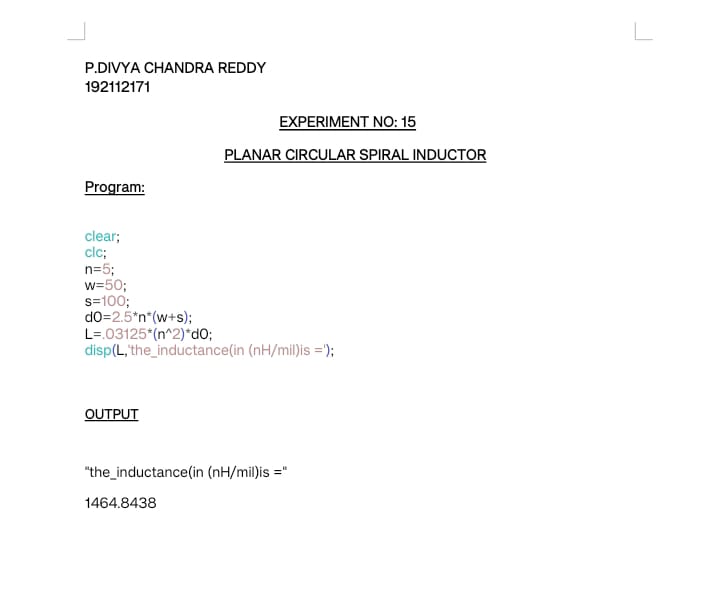 P.DIVYA CHANDRA REDDY
192112171
EXPERIMENT NO: 15
PLANAR CIRCULAR SPIRAL INDUCTOR
Program:
clear;
clc;
n=5;
w=50;
s=100;
d0=2.5*n*(w+s);
L=.03125*(n^2)*d0;
disp(L,'the_inductance(in (nH/mil)is =');
OUTPUT
"the_inductance(in (nH/mil)is ="
1464.8438